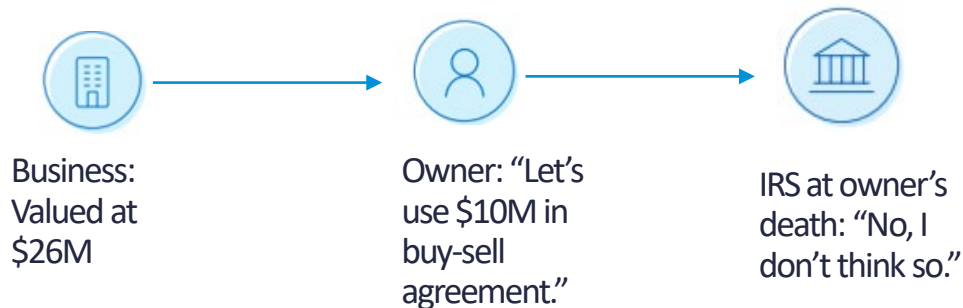 Business:
Valued at
$26M
Owner: “Let’s
use $10M in
buy-sell
agreement.”
IRS at owner’s
death: “No, I
don’t think so.”